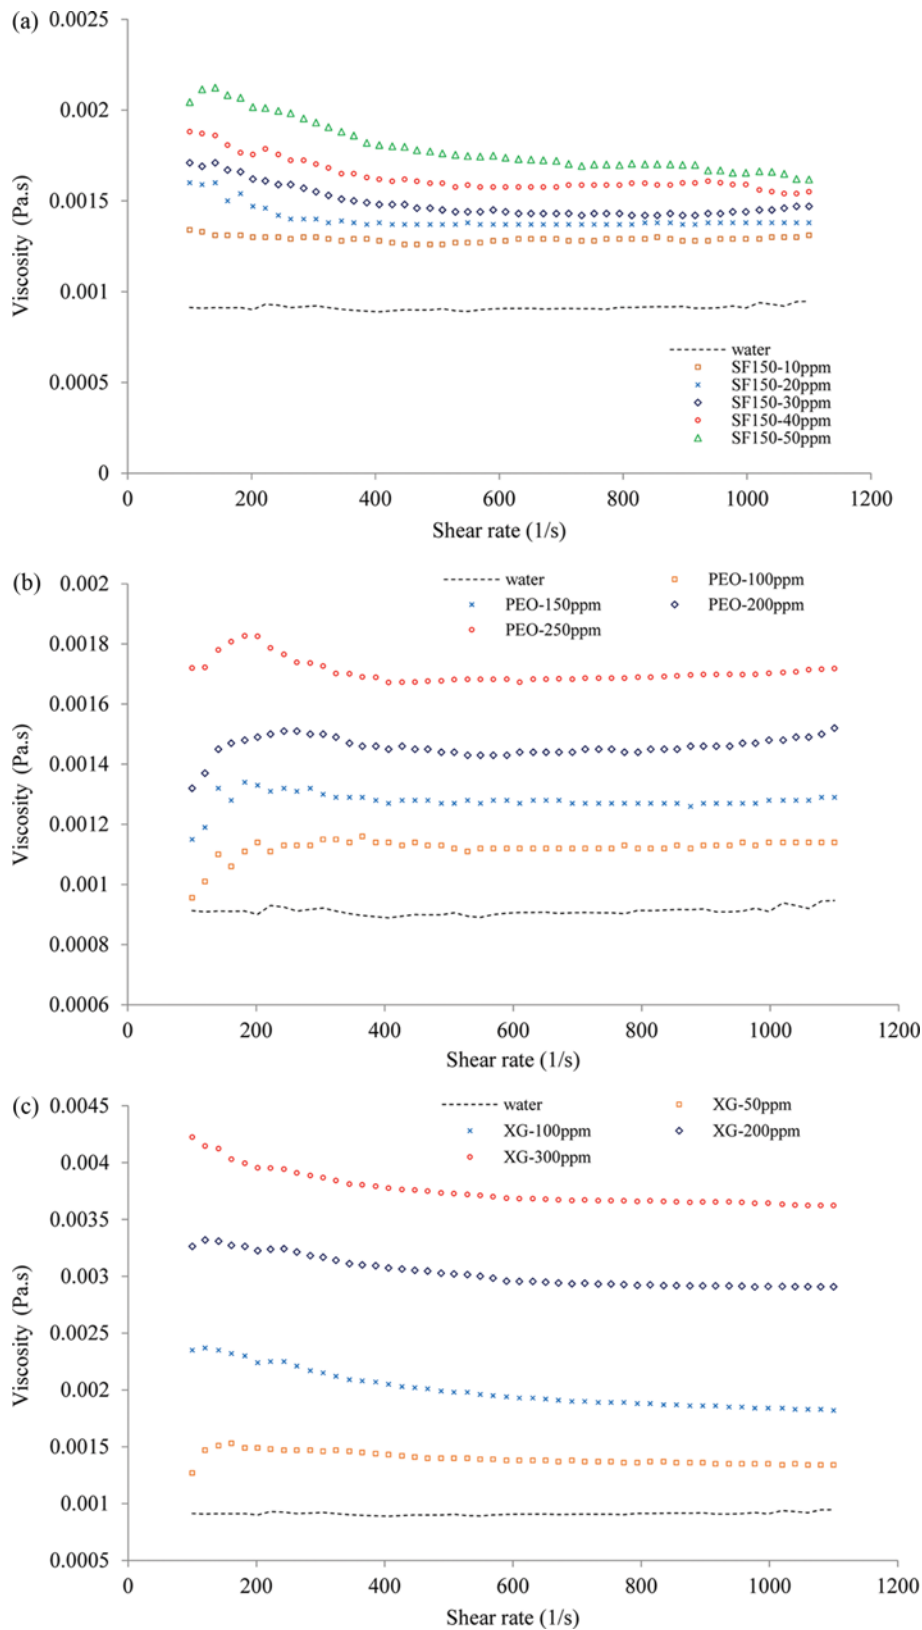 (a)
0.0025
0.002
0.0015
0.001
0.0005
0
Viscosity (Pa.s)
water
SF150-10ppm
SF150-20ppm
SF150-30ppm
SF150-40ppm
SF150-50ppm
0 200 400 600 800 1000 1200
Shear rate (1/s)
(b)
0.002
0.0018
0.0016
0.0014
0.0012
0.001
0.0008
0.0006
Viscosity (Pa.s)
water PEO-100ppm
PEO-150ppm PEO-200ppm
PEO-250ppm
0 200 400 600 800 1000 1200
Shear rate (1/s)
(c)
0.0045
0.004
0.0035
0.003
0.0025
0.002
0.0015
0.001
0.0005
Viscosity (Pa.s)
water XG-50ppm
XG-100ppm XG-200ppm
XG-300ppm
0 200 400 600 800 1000 1200
Shear rate (1/s)